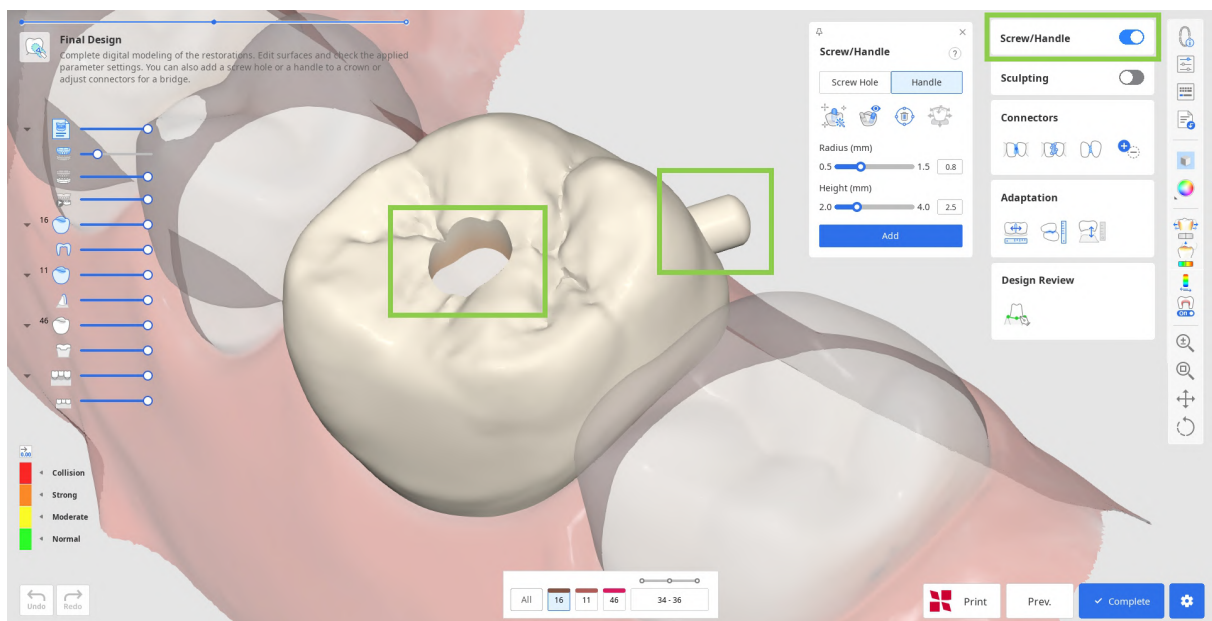 Final Design
Complete digital modeling of the restorations. Edit surfaces and check the applied
parameter settings. You can also add a screw hole or a handle to a crown or
adjust connectors for a bridge.
16
11
46
0.00
Collision
Strong
Moderate
Normal
Undo
Redo
All
16
11
46
34 - 36
Screw/Handle
?
Screw Hole
Handle
Radius (mm)
0.5
1.5
0.8
Height (mm)
2.0
4.0
2.5
Add
Screw/Handle
Sculpting
Connectors
Adaptation
Design Review
Off
Print
Prev.
Complete